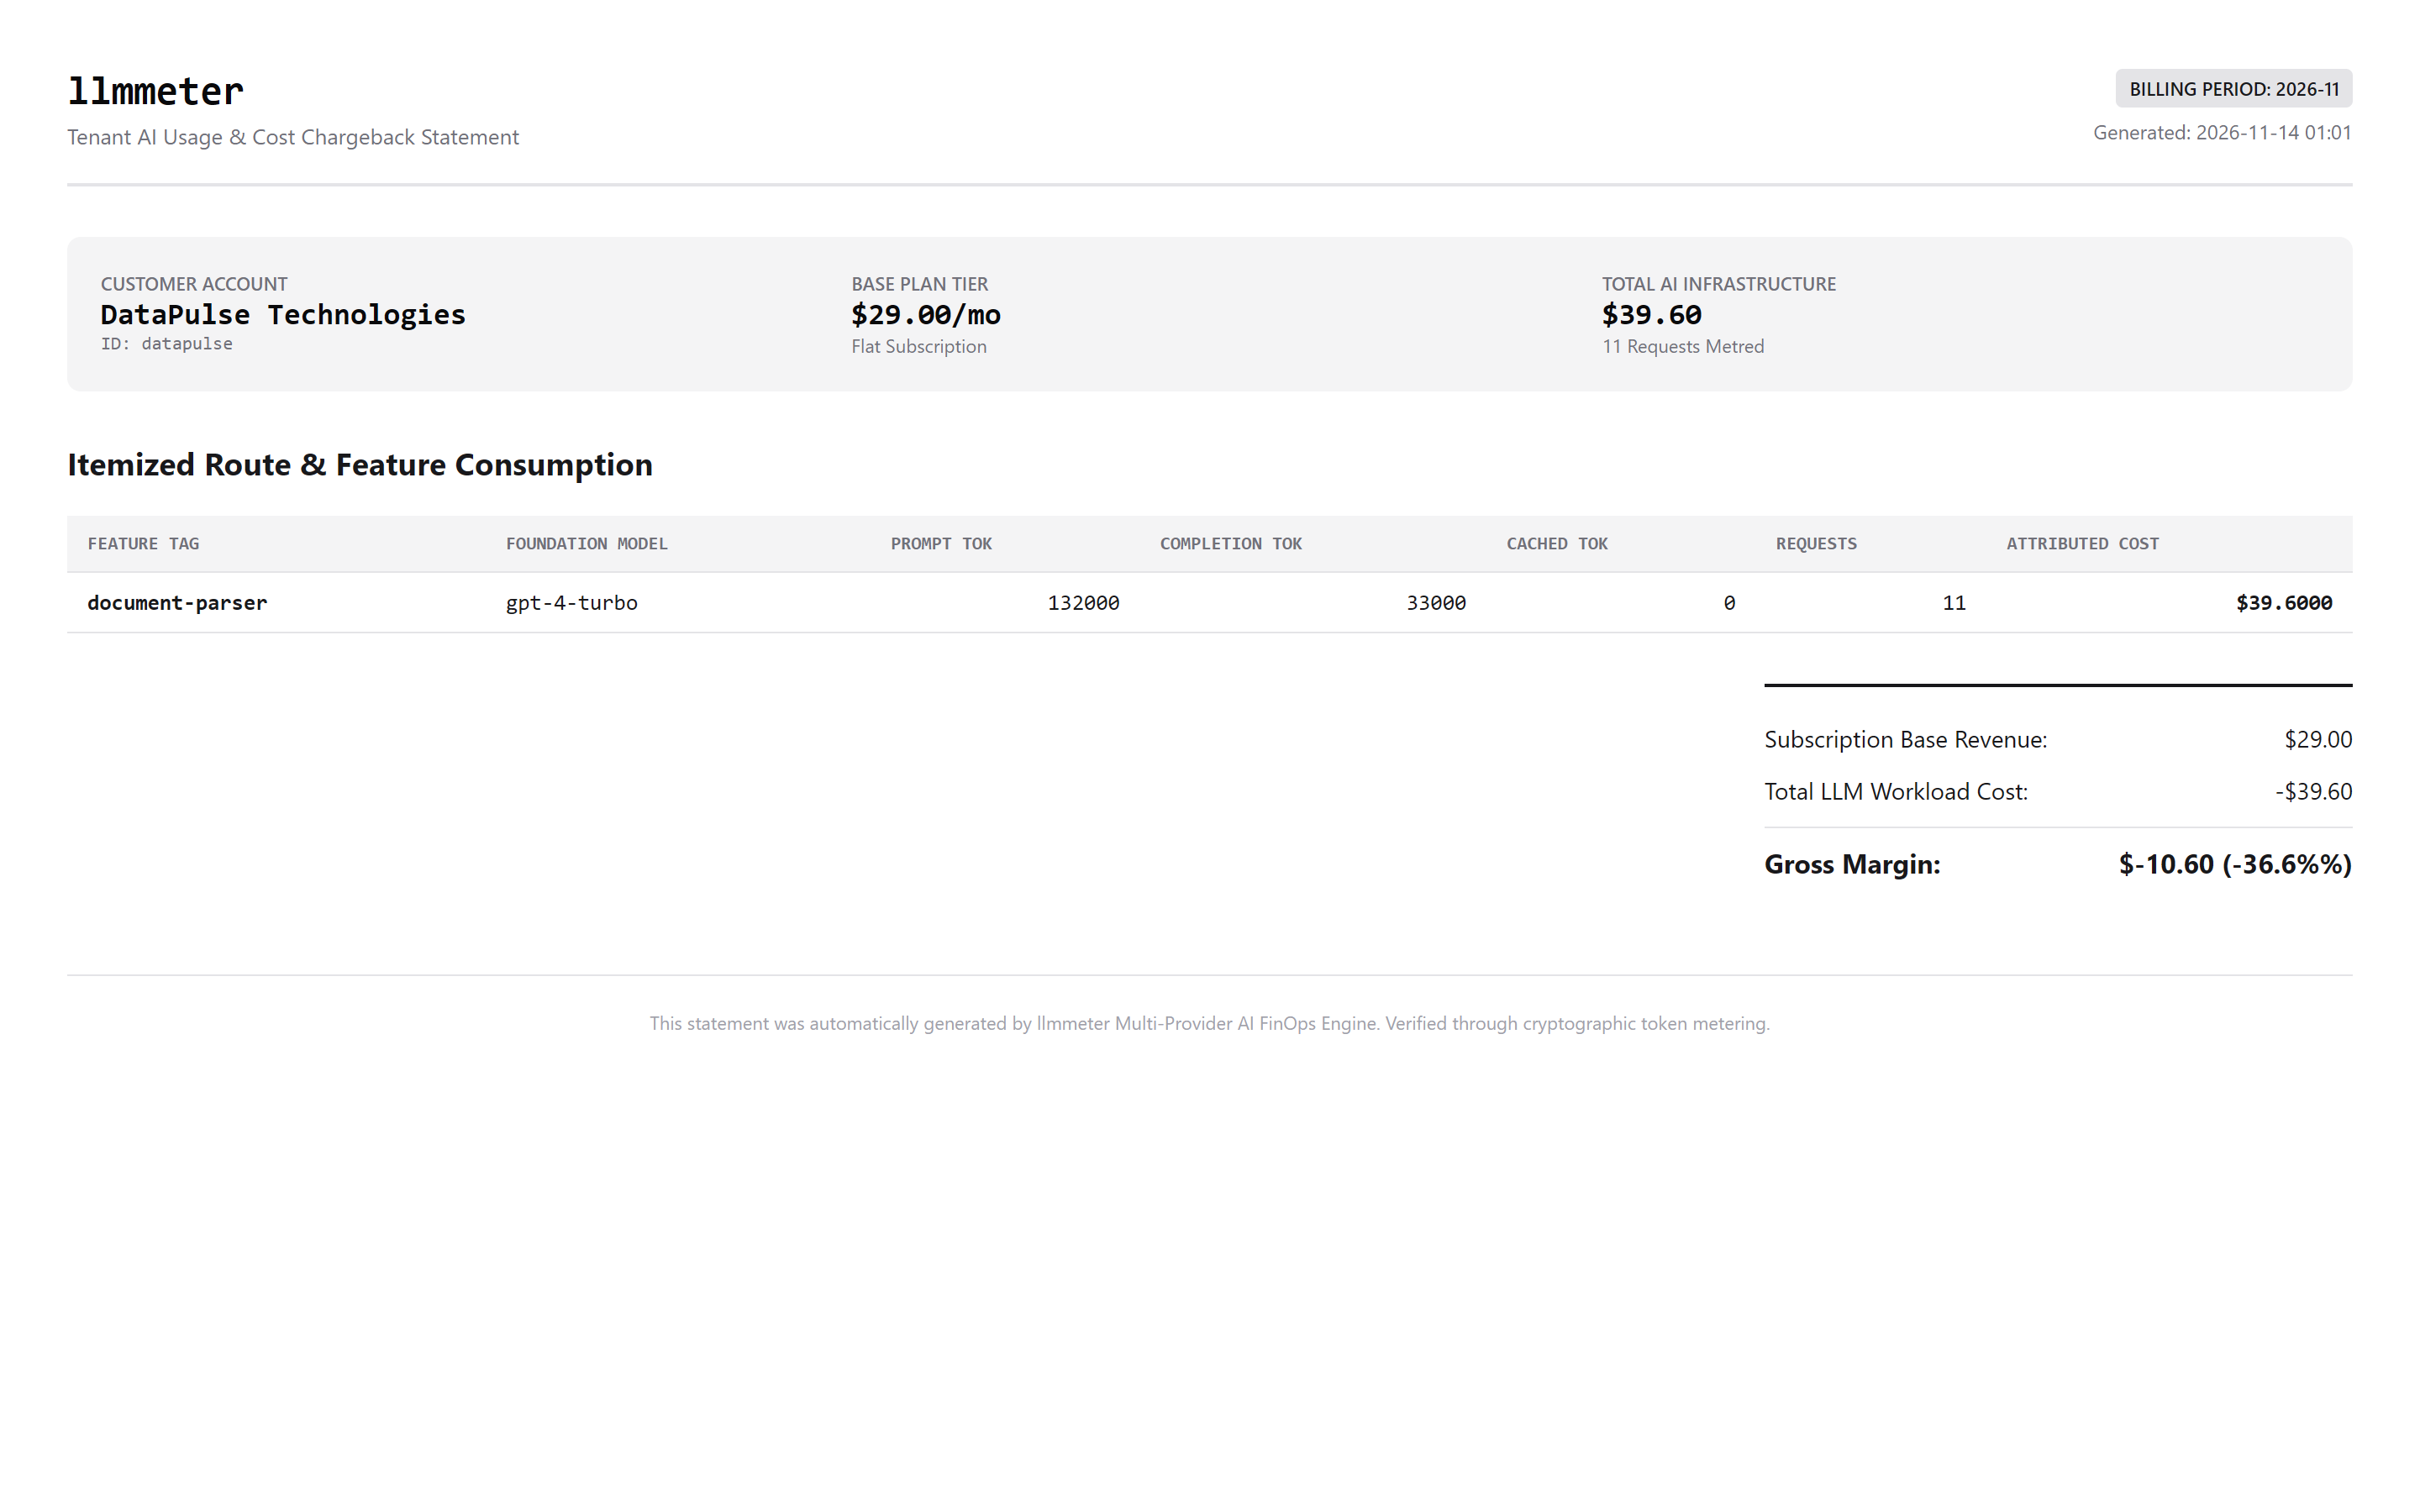 llmmeter
Tenant AI Usage & Cost Chargeback Statement
BILLING PERIOD: 2026-11
Generated: 2026-11-14 01:01
CUSTOMER ACCOUNT
DataPulse Technologies
ID: datapulse
BASE PLAN TIER
$29.00/mo
Flat Subscription
TOTAL AI INFRASTRUCTURE
$39.60
11 Requests Metred
Itemized Route & Feature Consumption
FEATURE TAG FOUNDATION MODEL PROMPT TOK COMPLETION TOK CACHED TOK REQUESTS ATTRIBUTED COST
document-parser gpt-4-turbo 132000 33000 0 11 $39.6000
Subscription Base Revenue: $29.00
Total LLM Workload Cost: -$39.60
Gross Margin: $-10.60 (-36.6%%)
This statement was automatically generated by llmmeter Multi-Provider AI FinOps Engine. Verified through cryptographic token metering.